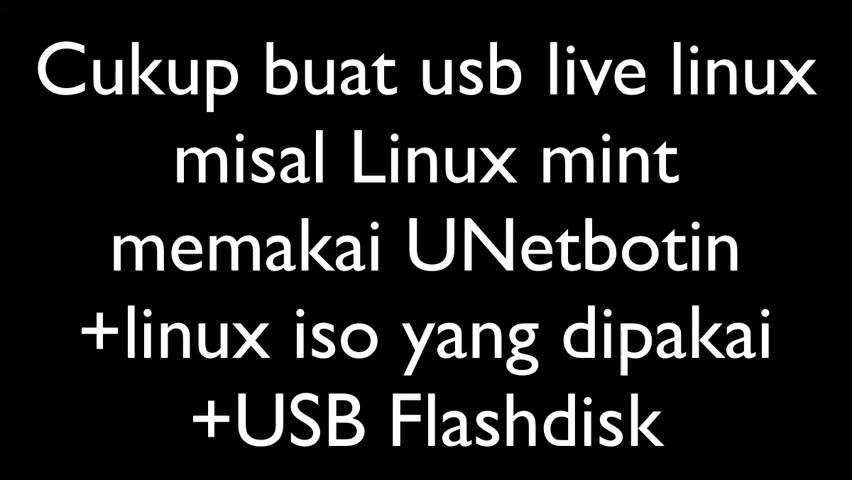 Cukup buat usb live linux
misal Linux mint
memakai UNetbotin
+linux iso yang dipakai
+USB Flashdisk